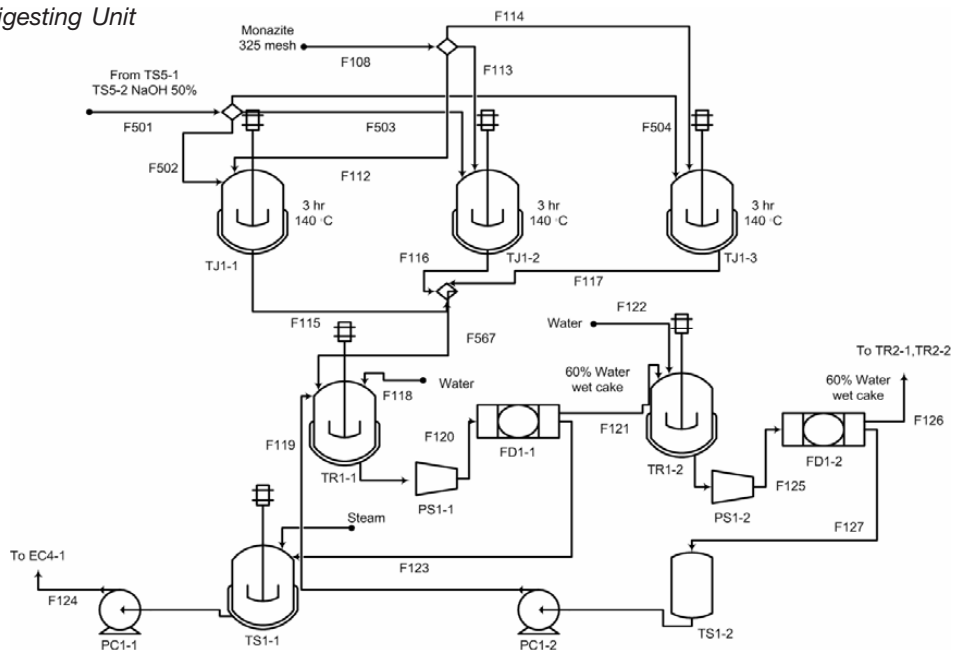 igesting Unit
F114
Monazite
325 mesh
F108
F113
From TS5-1
TS5-2 NaOH 50%
F501
F503
F504
F502
F112
3 hr
140 °C
3 hr
140 °C
3 hr
140 °C
TJ1-1
F116
TJ1-2
TJ1-3
F117
F115
F567
Water
F122
To TR2-1,TR2-2
60% Water
wet cake
60% Water
wet cake
Water
F118
F119
F120
F121
F126
FD1-1
FD1-2
TR1-1
TR1-2
PS1-1
F125
PS1-2
Steam
F127
To EC4-1
F123
F124
PC1-1
TS1-1
PC1-2
TS1-2